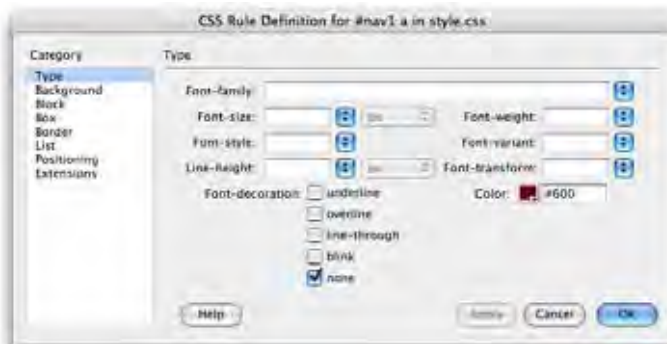 CSS Rule Definition for #nav1 a in style.css
Category
Type
Background
Block
Box
Border
List
Positioning
Extensions
Type
Font-family:
Font-size:
px
Font-weight:
Font-style:
Font-variant:
Line-height:
px
Font-transform:
Font-decoration:
underline
overline
line-through
blink
none
Color:
#600
Help
Apply
Cancel
OK